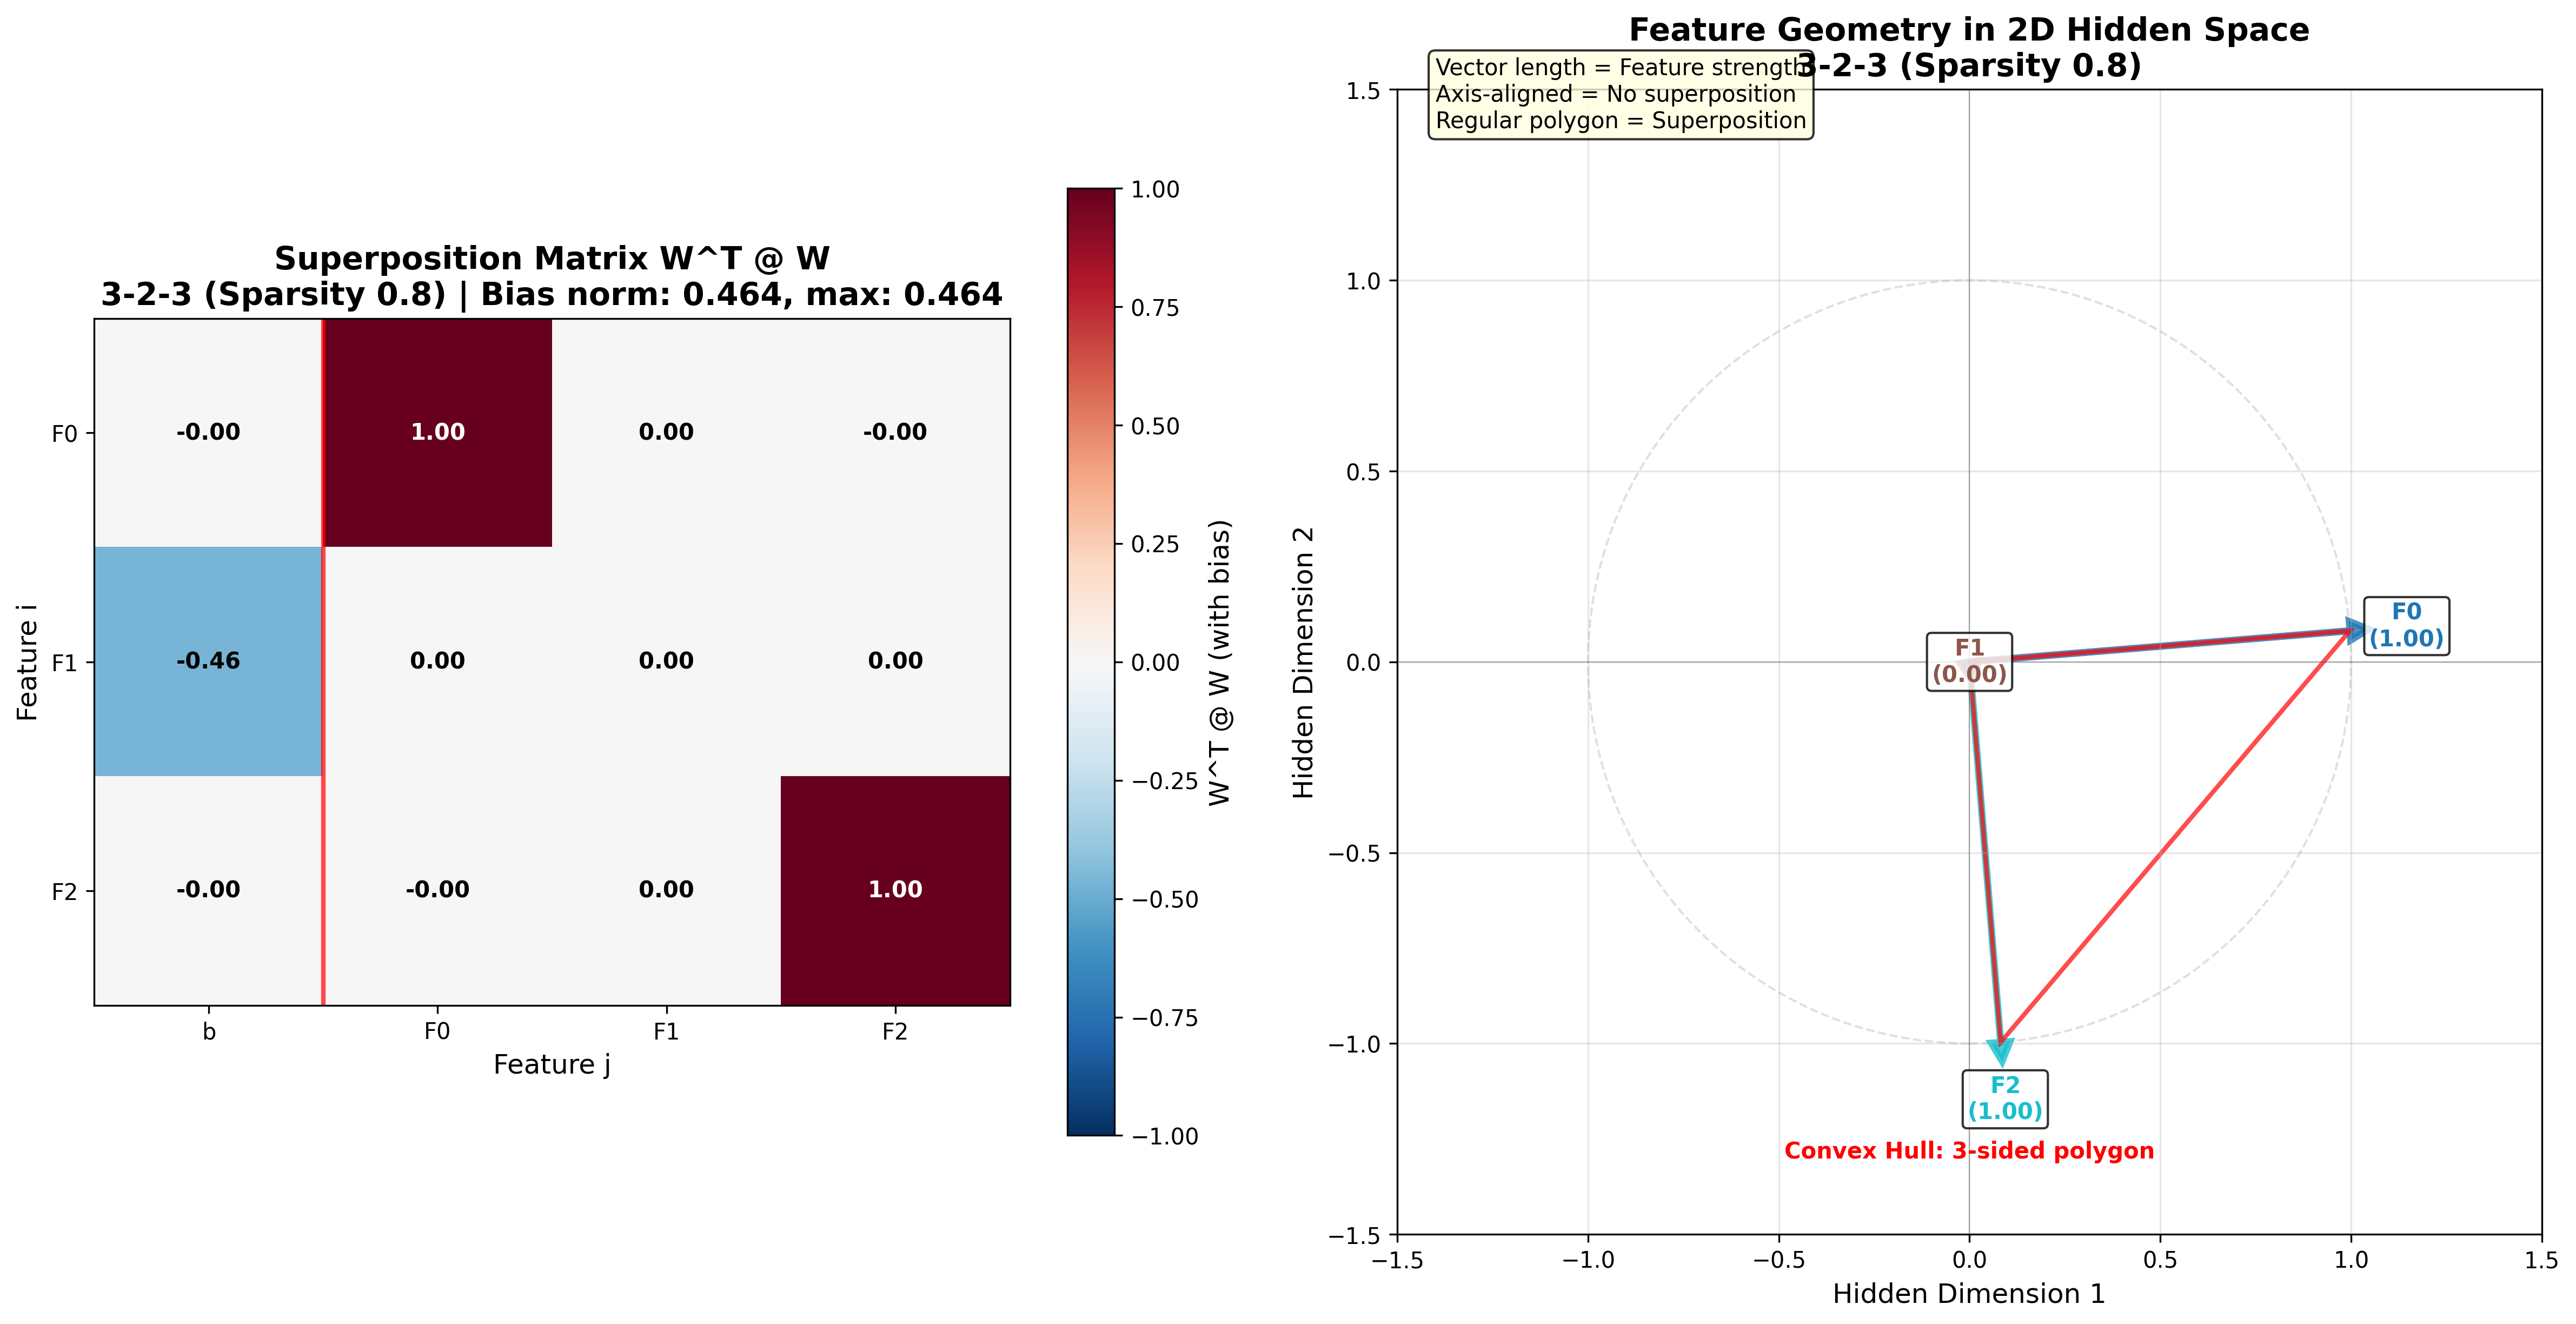 Superposition Matrix W^T @ W
3-2-3 (Sparsity 0.8) | Bias norm: 0.464, max: 0.464
Feature i
F0
F1
F2
-0.00 1.00 0.00 -0.00
-0.46 0.00 0.00 0.00
-0.00 -0.00 0.00 1.00
b F0 F1 F2
Feature j
1.00
0.75
0.50
0.25
0.00
−0.25
−0.50
−0.75
−1.00
W^T @ W (with bias)
Feature Geometry in 2D Hidden Space
3-2-3 (Sparsity 0.8)
Vector length = Feature strength
Axis-aligned = No superposition
Regular polygon = Superposition
Hidden Dimension 2
1.5
1.0
0.5
0.0
−0.5
−1.0
−1.5
F0
(1.00)
F1
(0.00)
F2
(1.00)
Convex Hull: 3-sided polygon
−1.5 −1.0 −0.5 0.0 0.5 1.0 1.5
Hidden Dimension 1